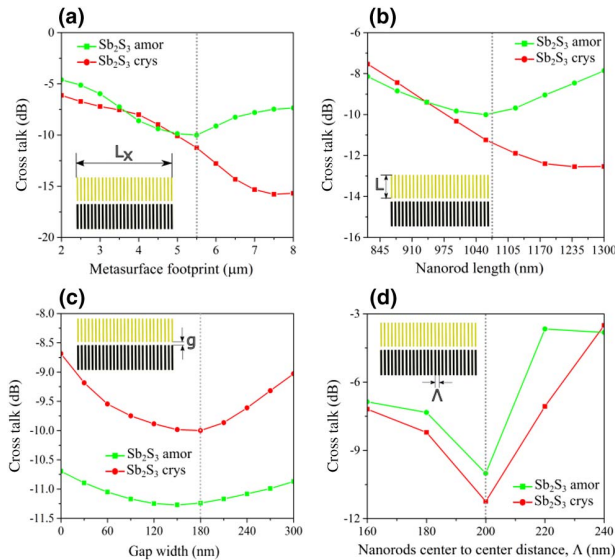 (a)
Sb₂S₃ amor
Sb₂S₃ crys
Lx
Cross talk (dB)
0
-5
-10
-15
-20
2 3 4 5 6 7 8
Metasurface footprint (μm)
(b)
Sb₂S₃ amor
Sb₂S₃ crys
L
Cross talk (dB)
-6
-8
-10
-12
-14
-16
845 910 975 1040 1105 1170 1235 1300
Nanorod length (nm)
(c)
g
Sb₂S₃ amor
Sb₂S₃ crys
Cross talk (dB)
-8.0
-8.5
-9.0
-9.5
-10.0
-10.5
-11.0
-11.5
0 60 120 180 240 300
Gap width (nm)
(d)
Λ
Sb₂S₃ amor
Sb₂S₃ crys
Cross talk (dB)
-3
-6
-9
-12
160 180 200 220 240
Nanorods center to center distance, Λ (nm)